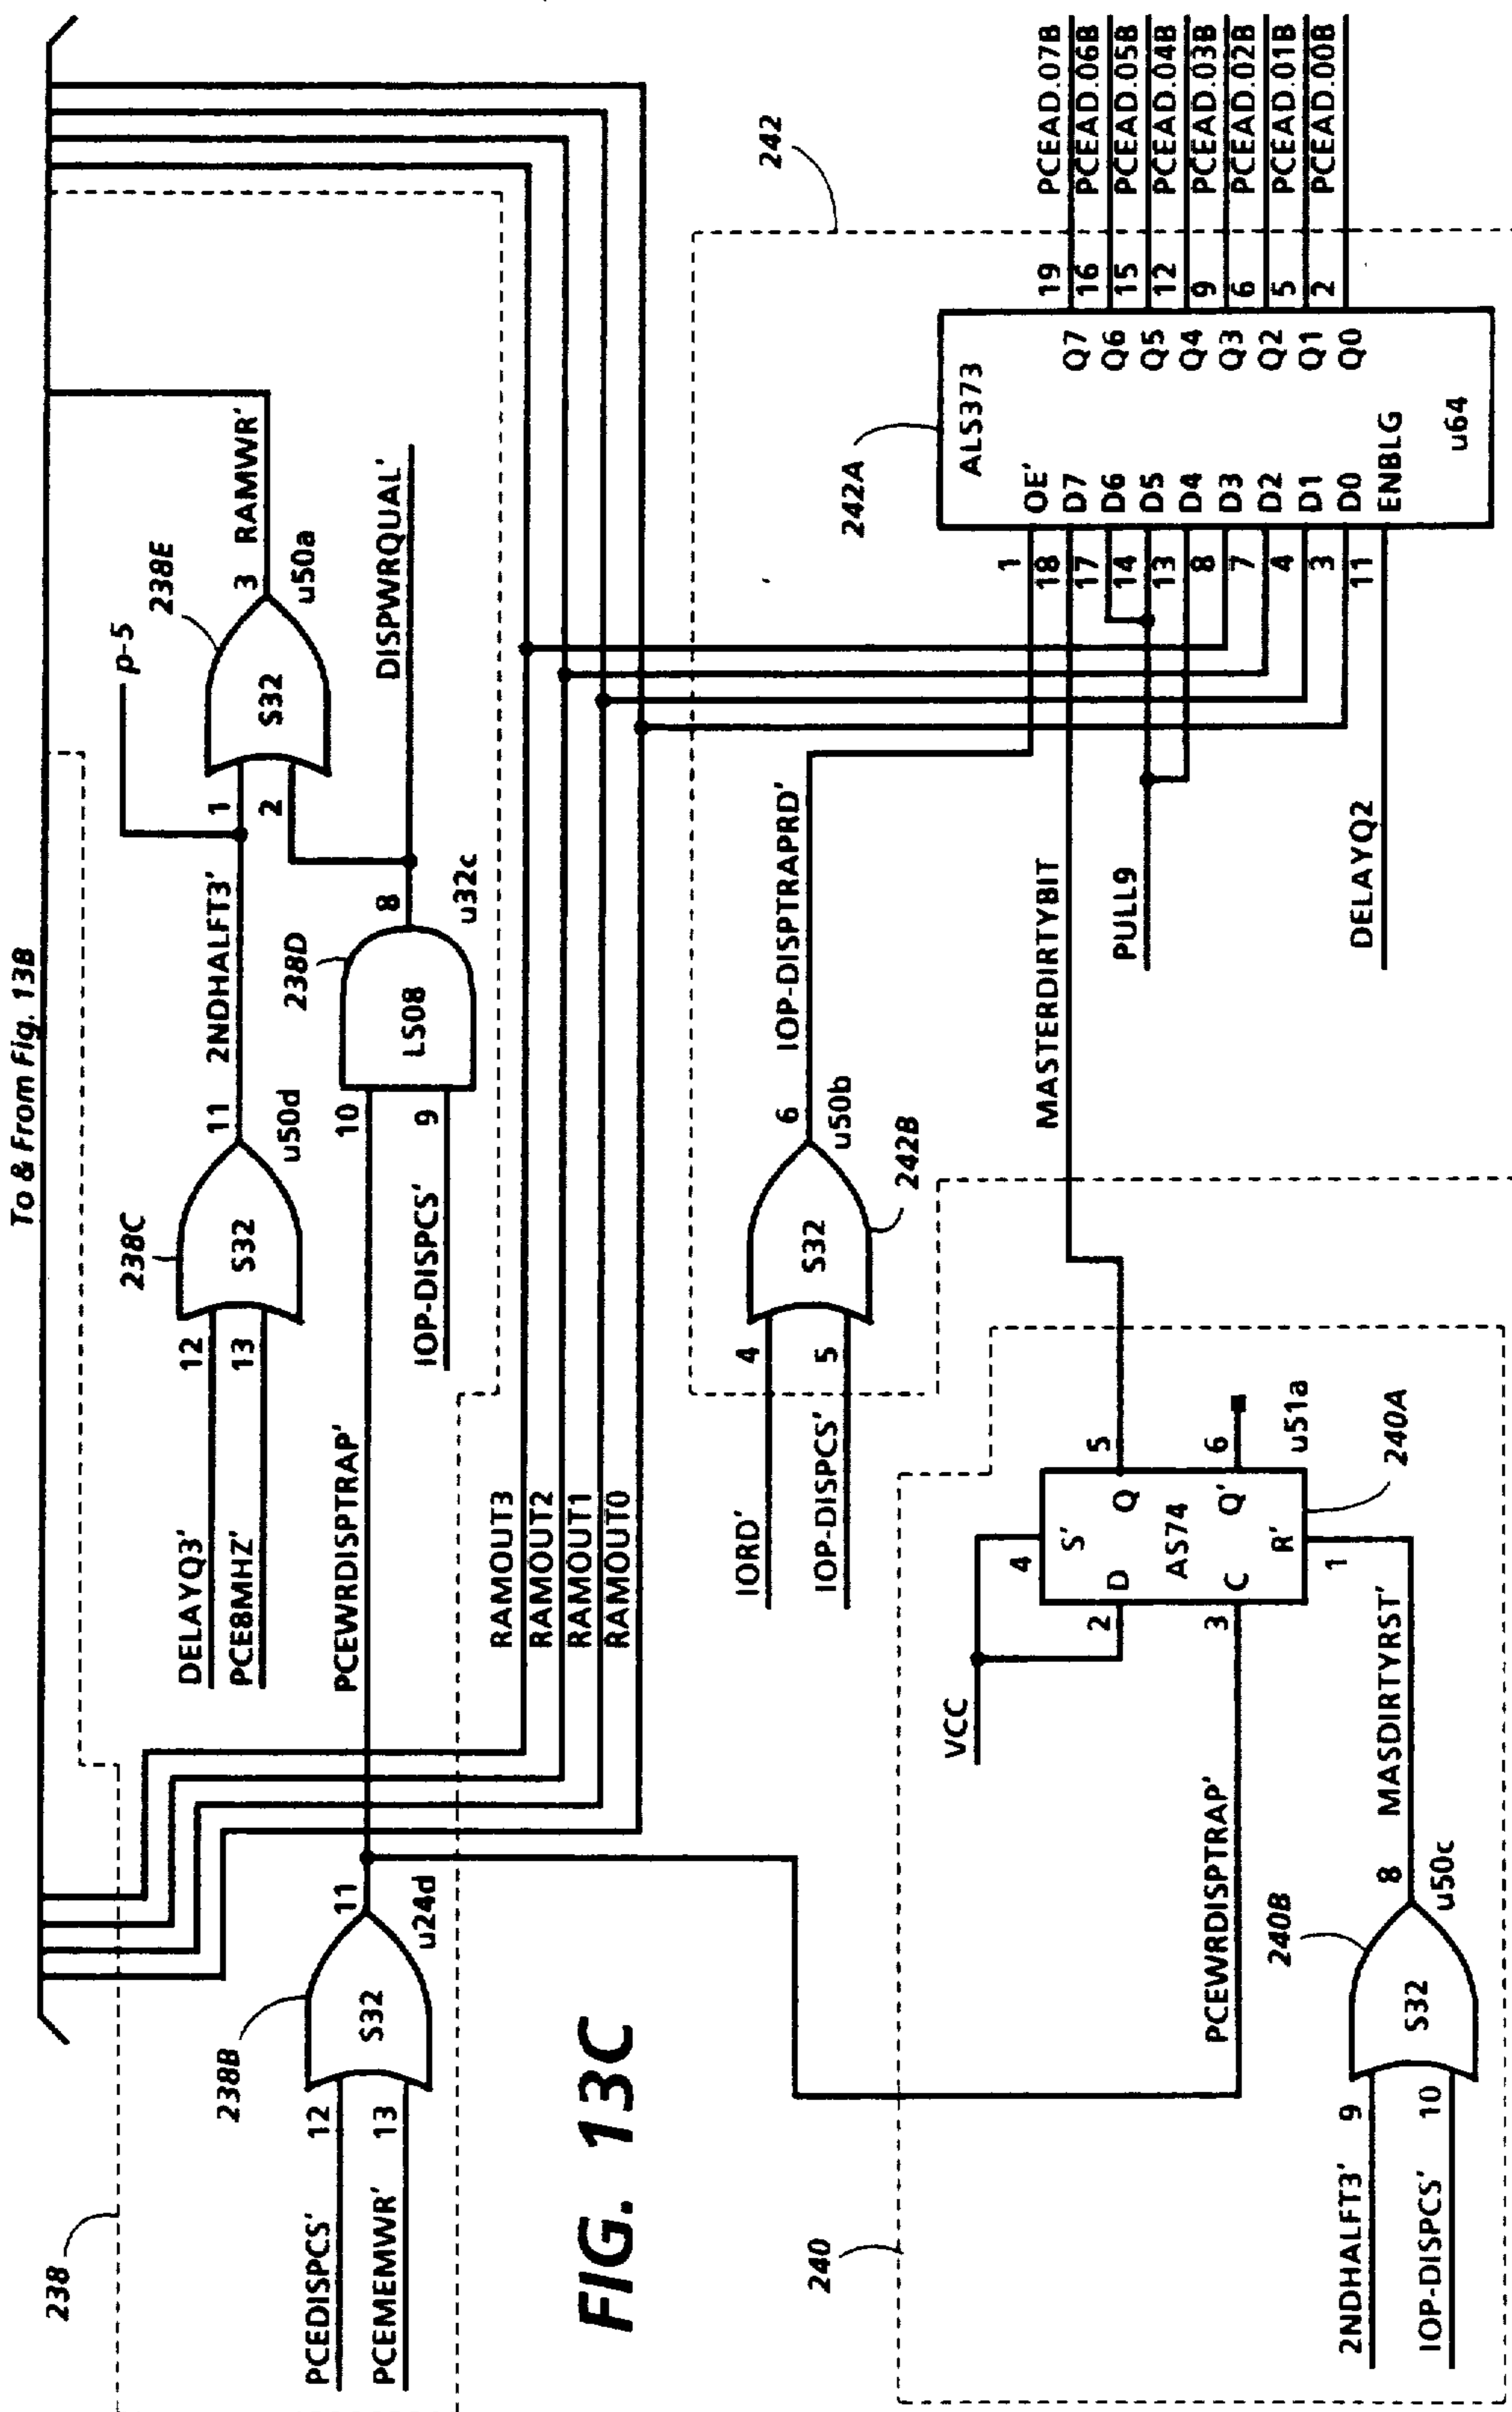 To & From Fig. 13B
238
PCEDISPCS' 12
PCEMEMWR' 13
238B
S32
11
u24d
DELAYQ3' 12
PCE8MHZ' 13
238C
S32
11
u50d
2NDHALFT3'
p-5
1
2
238E
S32
3
u50a
RAMWR'
PCEWRDISPTRAP' 10
IOP-DISPCS' 9
238D
LS08
8
u32c
DISPWRQUAL'
RAMOUT3
RAMOUT2
RAMOUT1
RAMOUT0
FIG. 13C
242
IORD' 4
IOP-DISPCS' 5
S32
6
u50b
242B
IOP-DISPTRAPRD'
MASTERDIRTYBIT
PULL9
DELAYQ2
242A
ALS373
1 OE'
18 D7
17 D6
14 D5
13 D4
8 D3
7 D2
4 D1
3 D0
11 ENBLG
u64
Q7 19 PCEAD.07B
Q6 16 PCEAD.06B
Q5 15 PCEAD.05B
Q4 12 PCEAD.04B
Q3 9 PCEAD.03B
Q2 6 PCEAD.02B
Q1 5 PCEAD.01B
Q0 2 PCEAD.00B
240
VCC
4
S'
2 D
Q 5
AS74
3 C
Q' 6
R'
1
u51a
240A
PCEWRDISPTRAP'
MASDIRTYRST'
2NDHALFT3' 9
IOP-DISPCS' 10
240B
S32
8
u50c